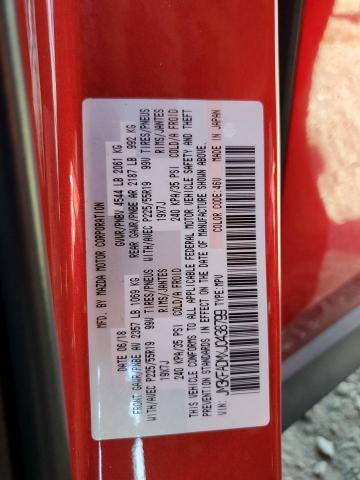 MFD. BY MAZDA MOTOR CORPORATION
DATE 06/18 GVWR/PNBV 4544 LB 2061 KG
FRONT GAWR/PNBE AV 2357 LB 1069 KG REAR GAWR/PNBE AR 2187 LB 992 KG
WITH/AVEC P225/55R19 99V TIRES/PNEUS WITH/AVEC P225/55R19 99V TIRES/PNEUS
19X7J RIMS/JANTES 19X7J RIMS/JANTES
240 KPA/35 PSI COLD/A FROID 240 KPA/35 PSI COLD/A FROID
THIS VEHICLE CONFORMS TO ALL APPLICABLE FEDERAL MOTOR VEHICLE SAFETY AND THEFT
PREVENTION STANDARDS IN EFFECT ON THE DATE OF MANUFACTURE SHOWN ABOVE.
MADE IN JAPAN
COLOR CODE:46V
TYPE:MPV
VIN: